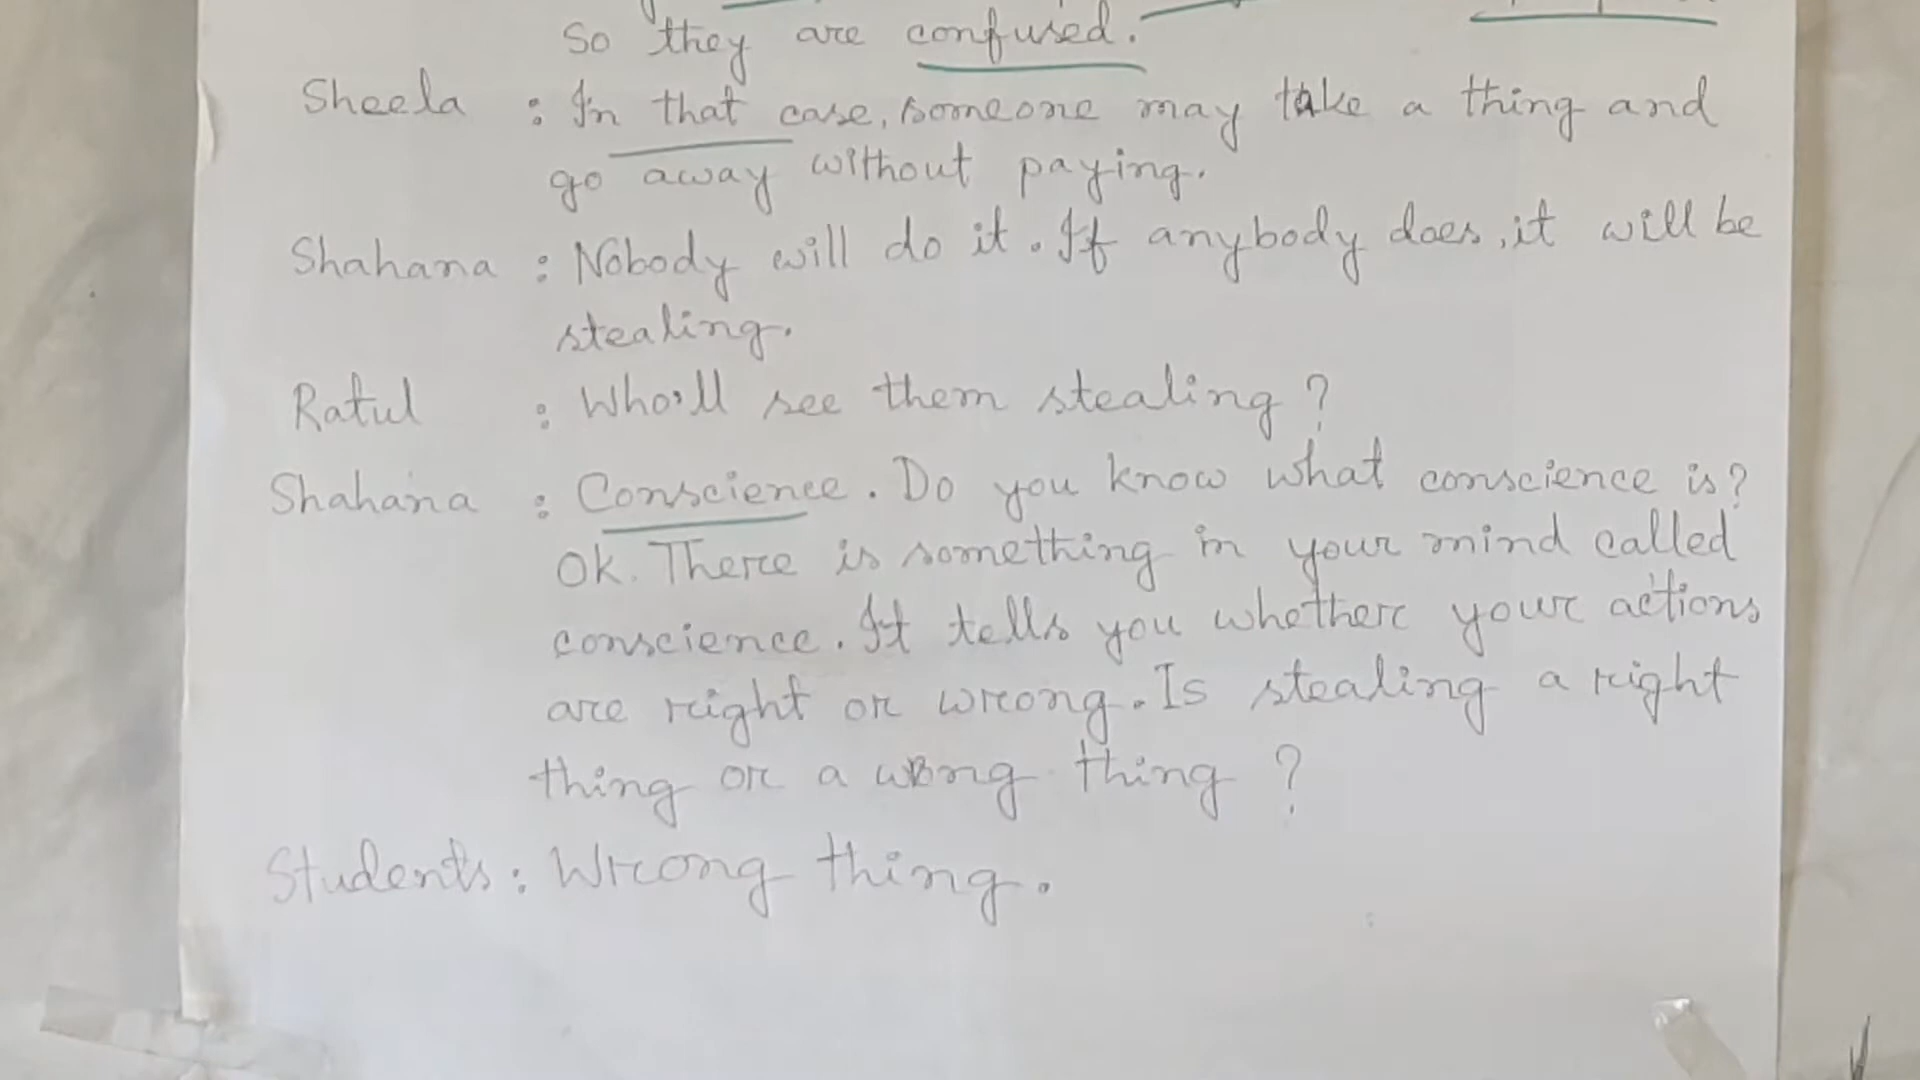 So they are confused.
Sheela : In that case, someone may take a thing and
go away without paying.
Shahana : Nobody will do it. If anybody does, it will be
stealing.
Ratul : Who'll see them stealing?
Shahana : Conscience. Do you know what conscience is?
Ok. There is something in your mind called
conscience. It tells you whether your actions
are right or wrong. Is stealing a right
thing or a wrong thing?
Students : Wrong thing.